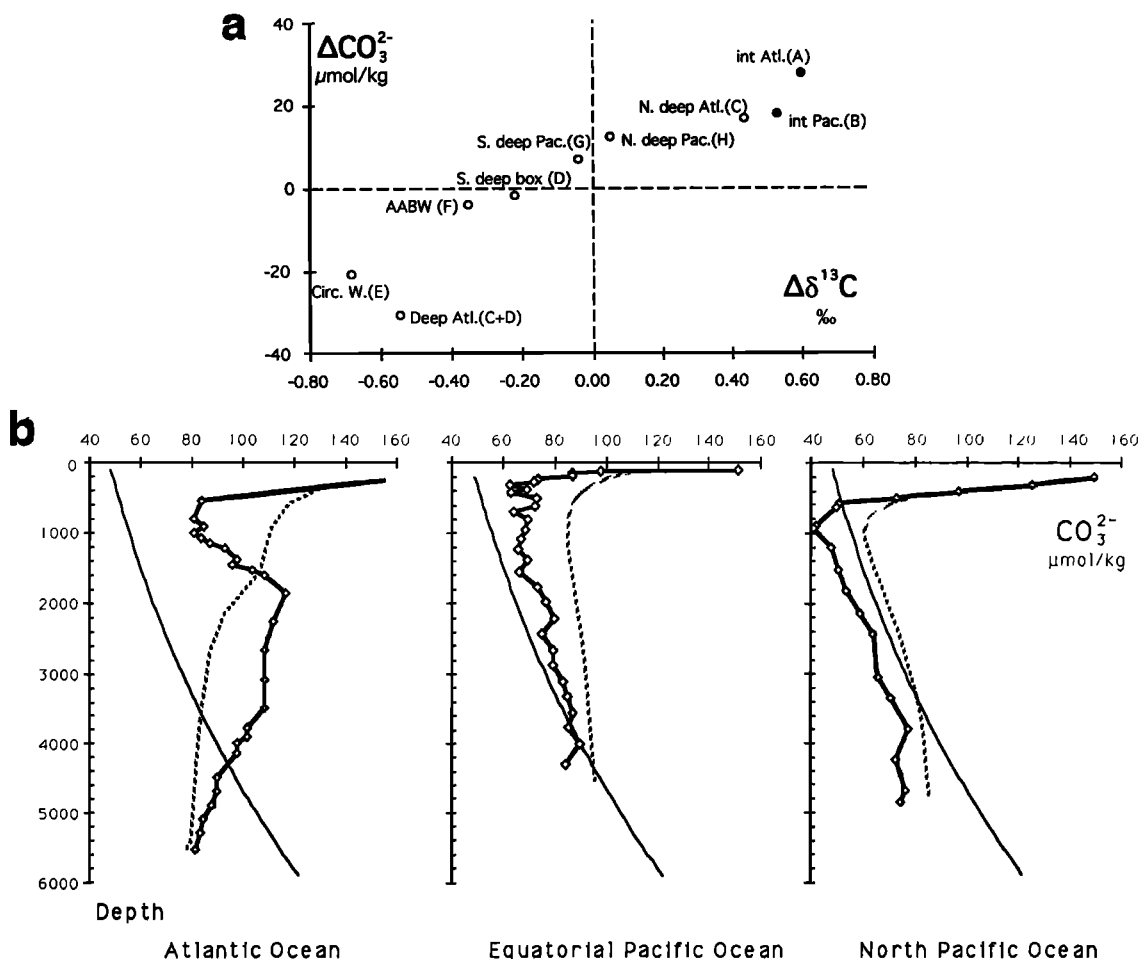 a
40
ΔCO₃²⁻
μmol/kg
int Atl.(A)
20
N. deep Atl.(C)
int Pac.(B)
S. deep Pac.(G)
N. deep Pac.(H)
S. deep box (D)
0
AABW (F)
-20
Circ. W.(E)
Δδ¹³C
‰
Deep Atl.(C+D)
-40
-0.80 -0.60 -0.40 -0.20 0.00 0.20 0.40 0.60 0.80
b
40 60 80 100 120 140 160
40 60 80 100 120 140 160
40 60 80 100 120 140 160
0
CO₃²⁻
μmol/kg
1000
2000
3000
4000
5000
6000
Depth
Atlantic Ocean
Equatorial Pacific Ocean
North Pacific Ocean